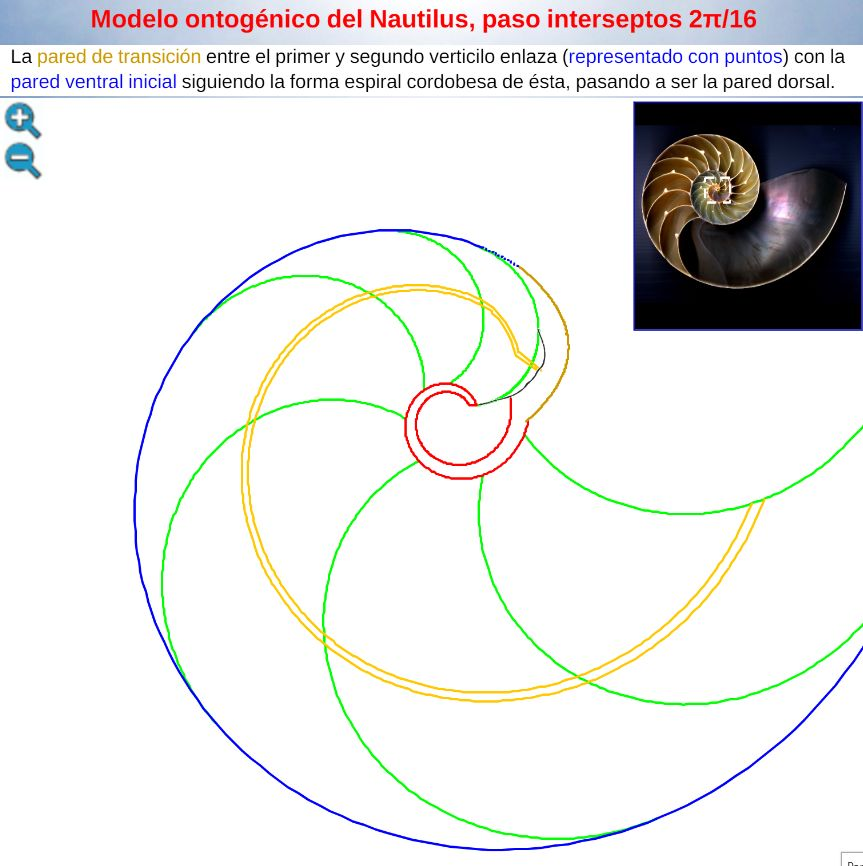 Modelo ontogénico del Nautilus, paso interseptos 2π/16
La pared de transición entre el primer y segundo verticilo enlaza (representado con puntos) con la
pared ventral inicial siguiendo la forma espiral cordobesa de ésta, pasando a ser la pared dorsal.